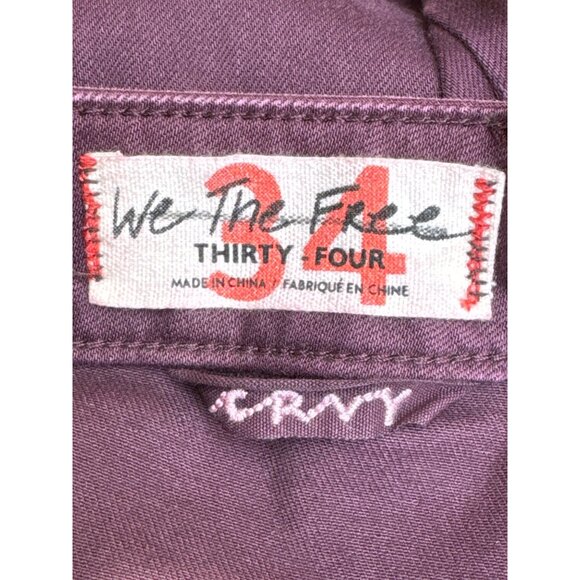 34
We The Free
THIRTY - FOUR
MADE IN CHINA / FABRIQUÉ EN CHINE
CRVY